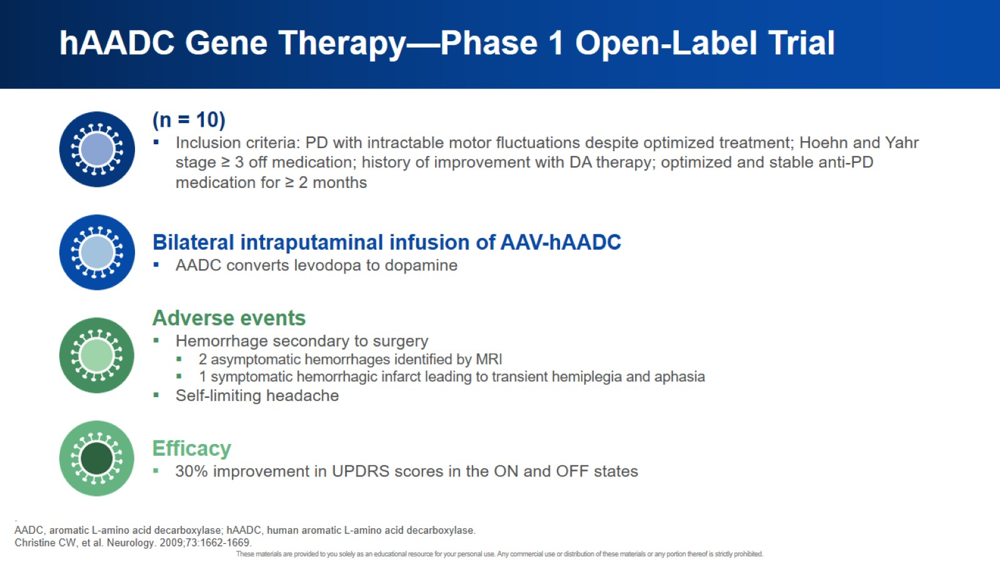 hAADC Gene Therapy—Phase 1 Open-Label Trial
(n = 10)
▪ Inclusion criteria: PD with intractable motor fluctuations despite optimized treatment; Hoehn and Yahr
stage ≥ 3 off medication; history of improvement with DA therapy; optimized and stable anti-PD
medication for ≥ 2 months
Bilateral intraputaminal infusion of AAV-hAADC
▪ AADC converts levodopa to dopamine
Adverse events
▪ Hemorrhage secondary to surgery
▪ 2 asymptomatic hemorrhages identified by MRI
▪ 1 symptomatic hemorrhagic infarct leading to transient hemiplegia and aphasia
▪ Self-limiting headache
Efficacy
▪ 30% improvement in UPDRS scores in the ON and OFF states
.
AADC, aromatic L-amino acid decarboxylase; hAADC, human aromatic L-amino acid decarboxylase.
Christine CW, et al. Neurology. 2009;73:1662-1669.
These materials are provided to you solely as an educational resource for your personal use. Any commercial use or distribution of these materials or any portion thereof is strictly prohibited.